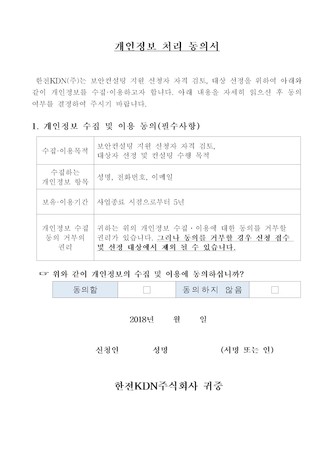 개인정보 처리 동의서
한전KDN(주)는 보안컨설팅 지원 신청자 자격 검토, 대상 선정을 위하여 아래와
같이 개인정보를 수집·이용하고자 합니다. 아래 내용을 자세히 읽으신 후 동의
여부를 결정하여 주시기 바랍니다.
1. 개인정보 수집 및 이용 동의(필수사항)
수집·이용목적
보안컨설팅 지원 신청자 자격 검토,
대상자 선정 및 컨설팅 수행 목적
수집하는
개인정보 항목
성명, 전화번호, 이메일
보유·이용기간
사업종료 시점으로부터 5년
개인정보 수집
동의 거부의
권리
귀하는 위의 개인정보 수집·이용에 대한 동의를 거부할
권리가 있습니다. 그러나 동의를 거부할 경우 신청 접수
및 선정 대상에서 제외 될 수 있습니다.
☞ 위와 같이 개인정보의 수집 및 이용에 동의하십니까?
동의함 □ 동의하지 않음 □
2018년 월 일
신청인 성명 (서명 또는 인)
한전KDN주식회사 귀중